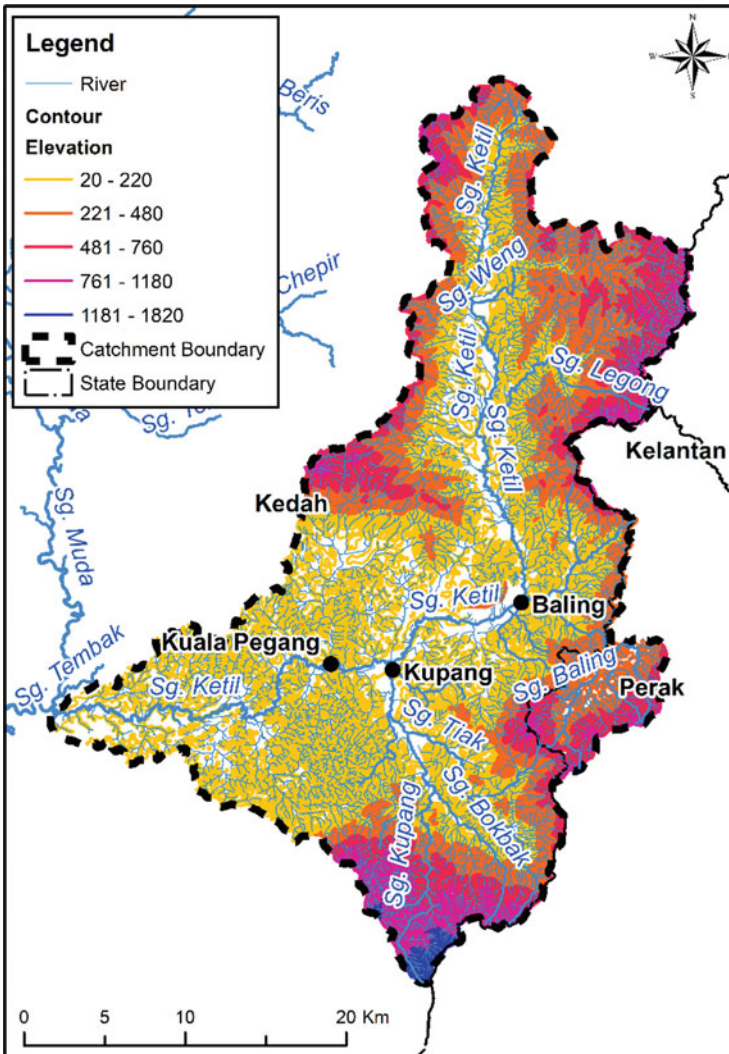 Legend
River
Contour
Elevation
20 - 220
221 - 480
481 - 760
761 - 1180
1181 - 1820
Catchment Boundary
State Boundary
N
W
S
Beris
Chepir
Sg. Ketil
Sg. Weng
Sg. Ketil
Sg. Legong
Sg. Ketil
Kelantan
Kedah
Sg. Muda
Sg. Ketil
Baling
Kuala Pegang
Kupang
Sg. Tembak
Sg. Ketil
Sg. Baling
Perak
Sg. Tiak
Sg. Bokbak
Sg. Kupang
0 5 10 20 Km